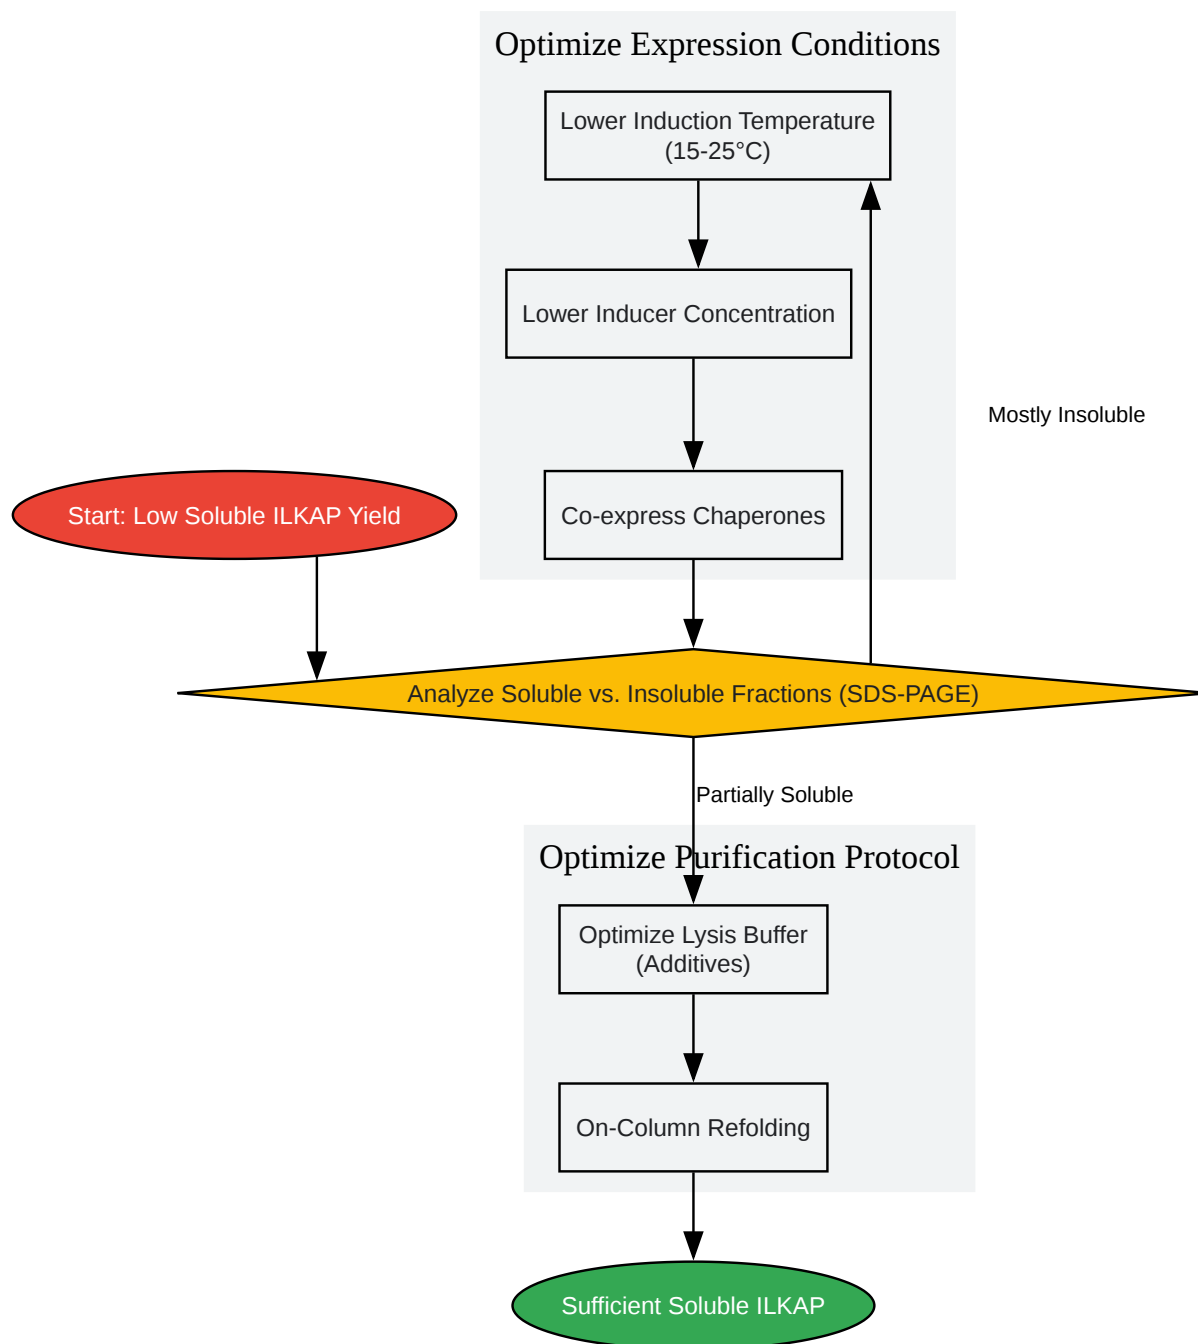 Optimize Expression Conditions
Lower Induction Temperature
(15-25°C)
Lower Inducer Concentration
Mostly Insoluble
Co-express Chaperones
Start: Low Soluble ILKAP Yield
Analyze Soluble vs. Insoluble Fractions (SDS-PAGE)
Partially Soluble
Optimize Purification Protocol
Optimize Lysis Buffer
(Additives)
On-Column Refolding
Sufficient Soluble ILKAP